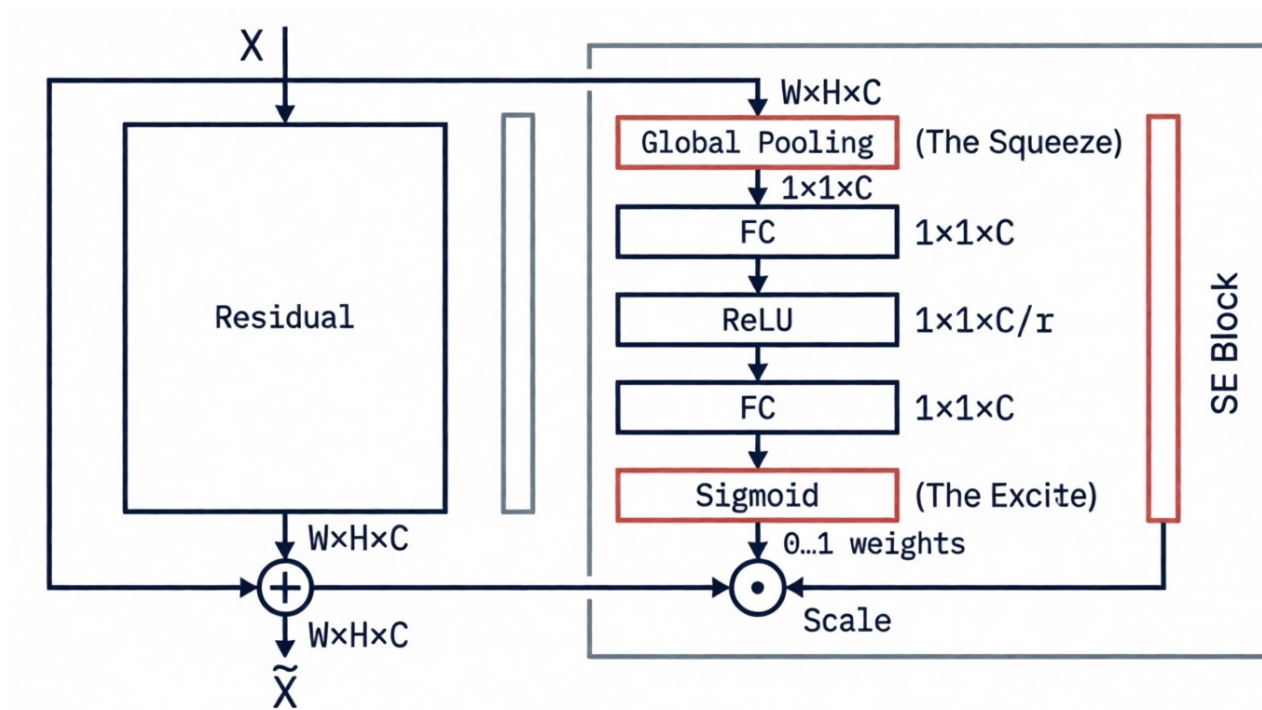 X
W×H×C
Global Pooling (The Squeeze)
1×1×C
FC 1×1×C
Residual
ReLU 1×1×C/r
FC 1×1×C
Sigmoid (The Excite)
SE Block
W×H×C
0…1 weights
+
Scale
W×H×C
X̃